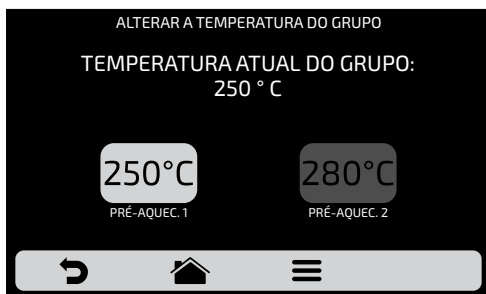 ALTERAR A TEMPERATURA DO GRUPO
TEMPERATURA ATUAL DO GRUPO:
250 ° C
250°C 280°C
PRÉ-AQUEC. 1 PRÉ-AQUEC. 2